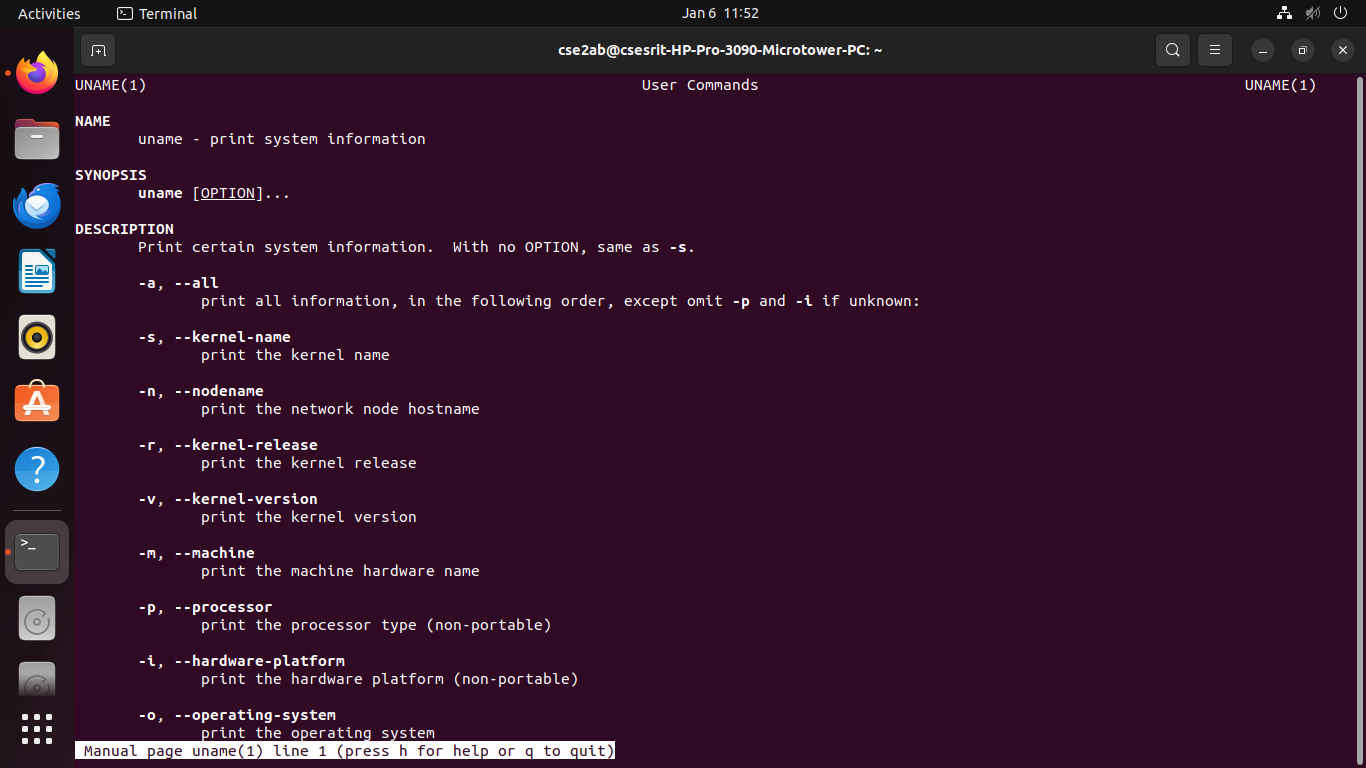 Activities Terminal Jan 6 11:52
cse2ab@csesrit-HP-Pro-3090-Microtower-PC: ~
UNAME(1) User Commands UNAME(1)
NAME
uname - print system information
SYNOPSIS
uname [OPTION]...
DESCRIPTION
Print certain system information.  With no OPTION, same as -s.
-a, --all
print all information, in the following order, except omit -p and -i if unknown:
-s, --kernel-name
print the kernel name
-n, --nodename
print the network node hostname
-r, --kernel-release
print the kernel release
-v, --kernel-version
print the kernel version
-m, --machine
print the machine hardware name
-p, --processor
print the processor type (non-portable)
-i, --hardware-platform
print the hardware platform (non-portable)
-o, --operating-system
print the operating system
Manual page uname(1) line 1 (press h for help or q to quit)